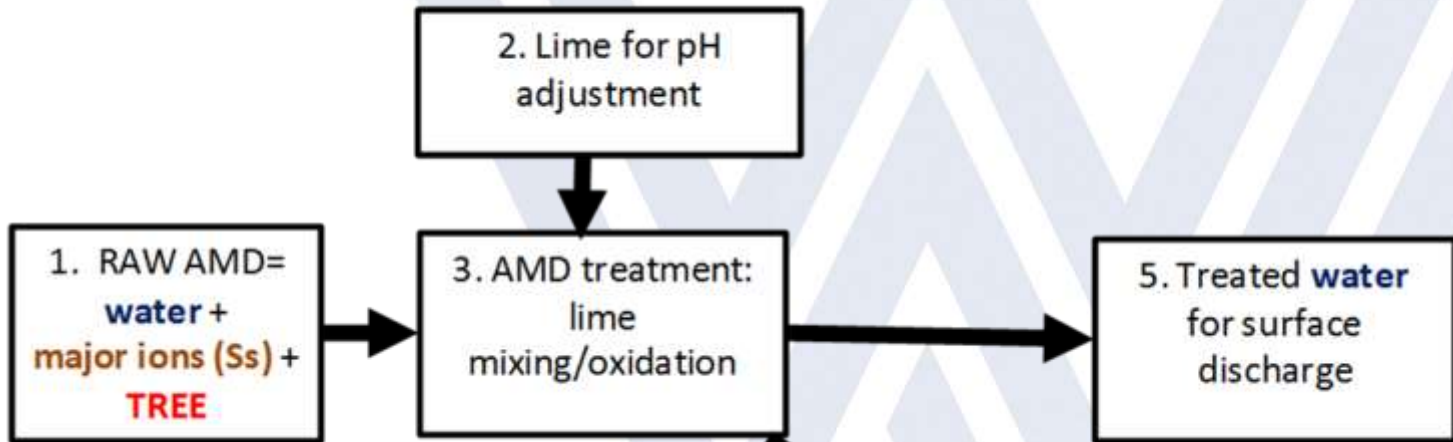 2. Lime for pH
adjustment
1. RAW AMD=
water +
major ions (Ss) +
TREE
3. AMD treatment:
lime
mixing/oxidation
5. Treated water
for surface
discharge